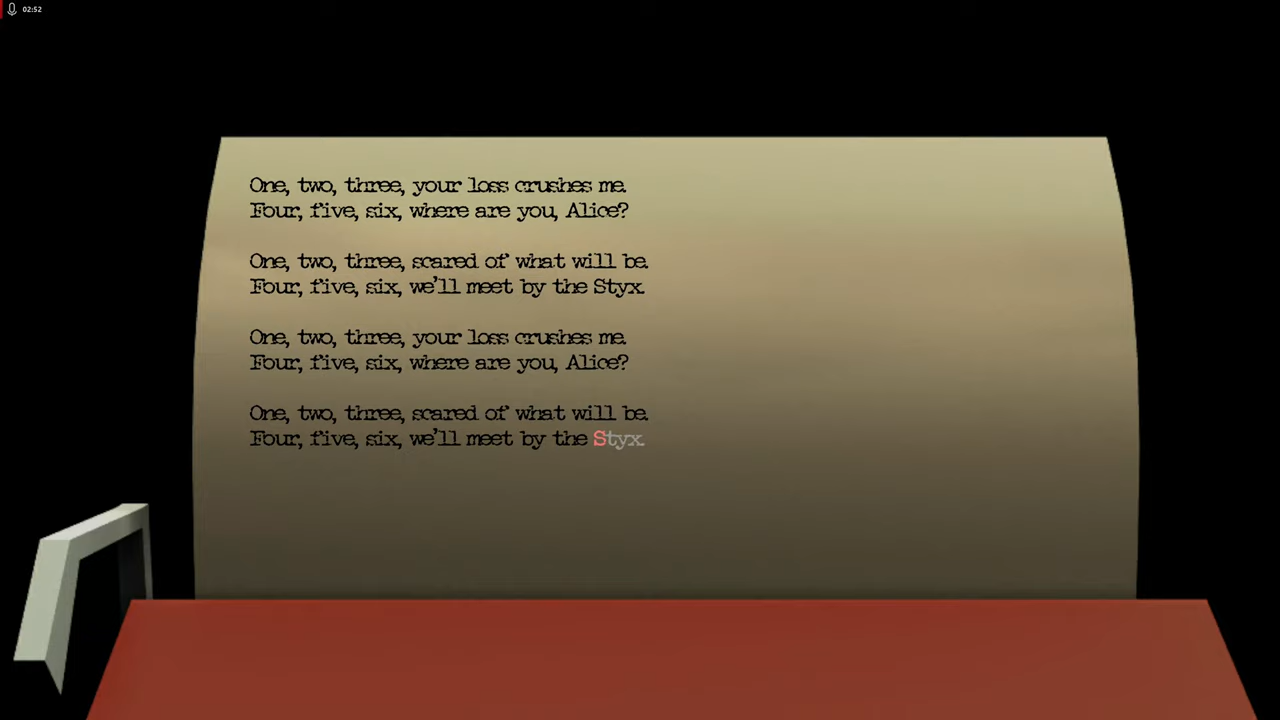 02:52
One, two, three, your loss crushes me.
Four, five, six, where are you, Alice?
One, two, three, scared of what will be.
Four, five, six, we'll meet by the Styx.
One, two, three, your loss crushes me.
Four, five, six, where are you, Alice?
One, two, three, scared of what will be.
Four, five, six, we'll meet by the Styx.